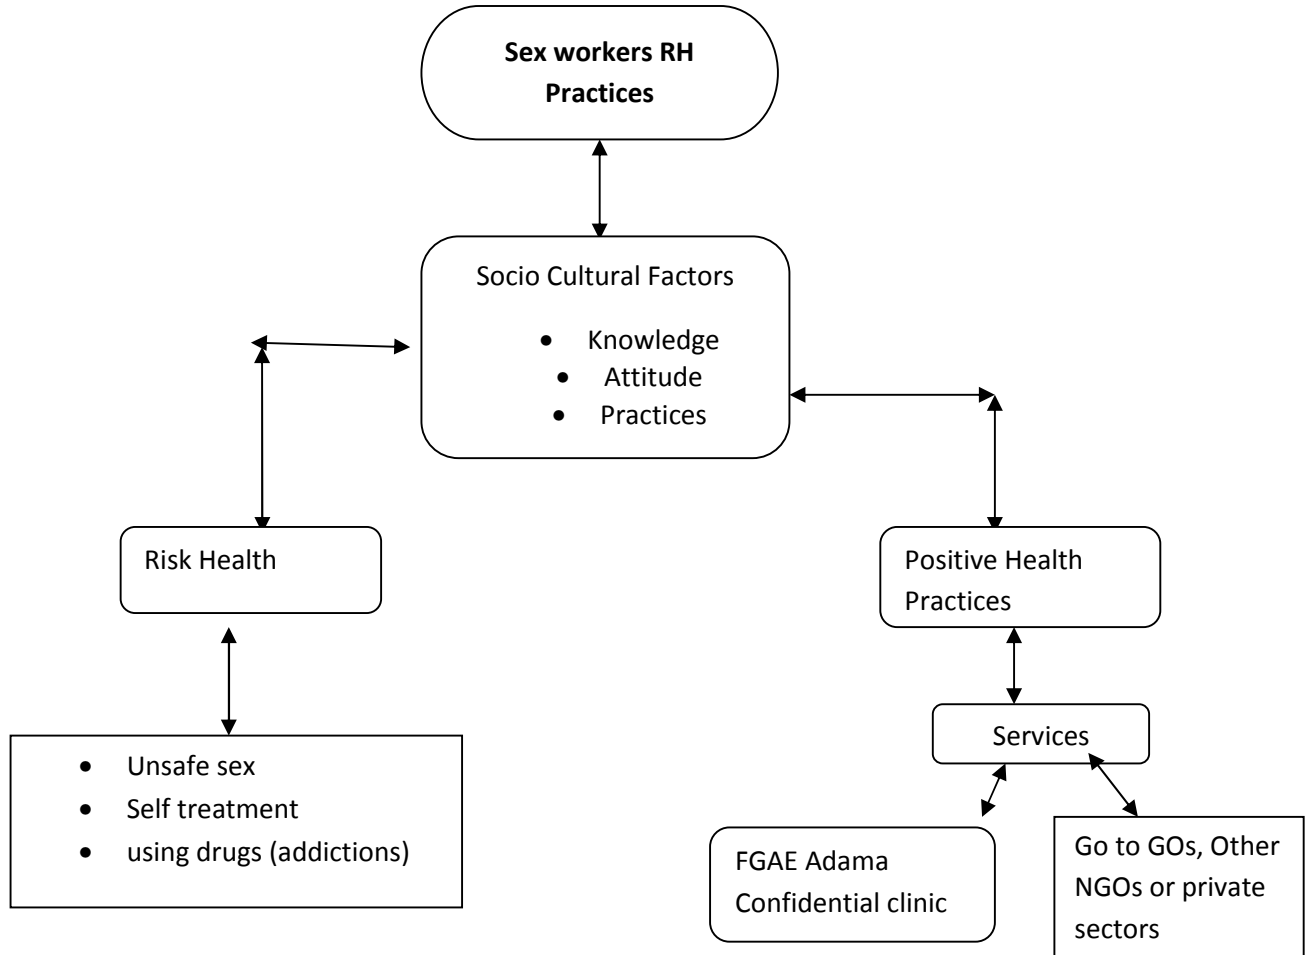 Sex workers RH
Practices
Socio Cultural Factors
• Knowledge
• Attitude
• Practices
Risk Health
Positive Health
Practices
• Unsafe sex
• Self treatment
• using drugs (addictions)
Services
FGAE Adama
Confidential clinic
Go to GOs, Other
NGOs or private
sectors